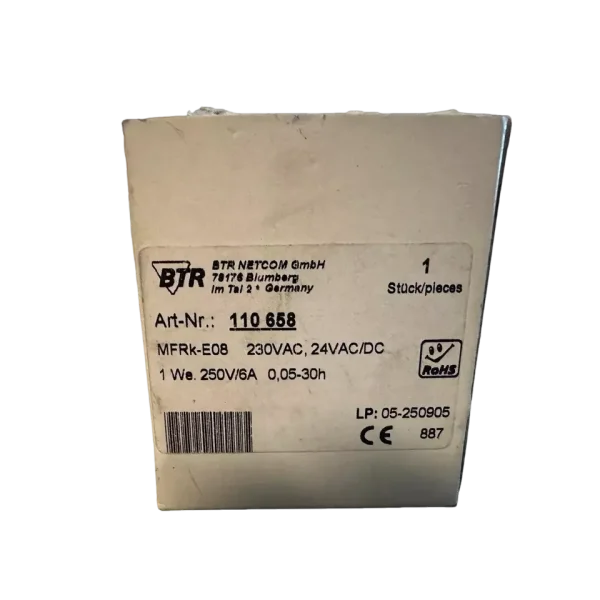 BTR
BTR NETCOM GmbH
78176 Blumberg
Im Tal 2 * Germany
1
Stück/pieces
Art-Nr.: 110 658
MFRk-E08 230VAC, 24VAC/DC
1 We. 250V/6A 0,05-30h
RoHS
LP: 05-250905
CE 887